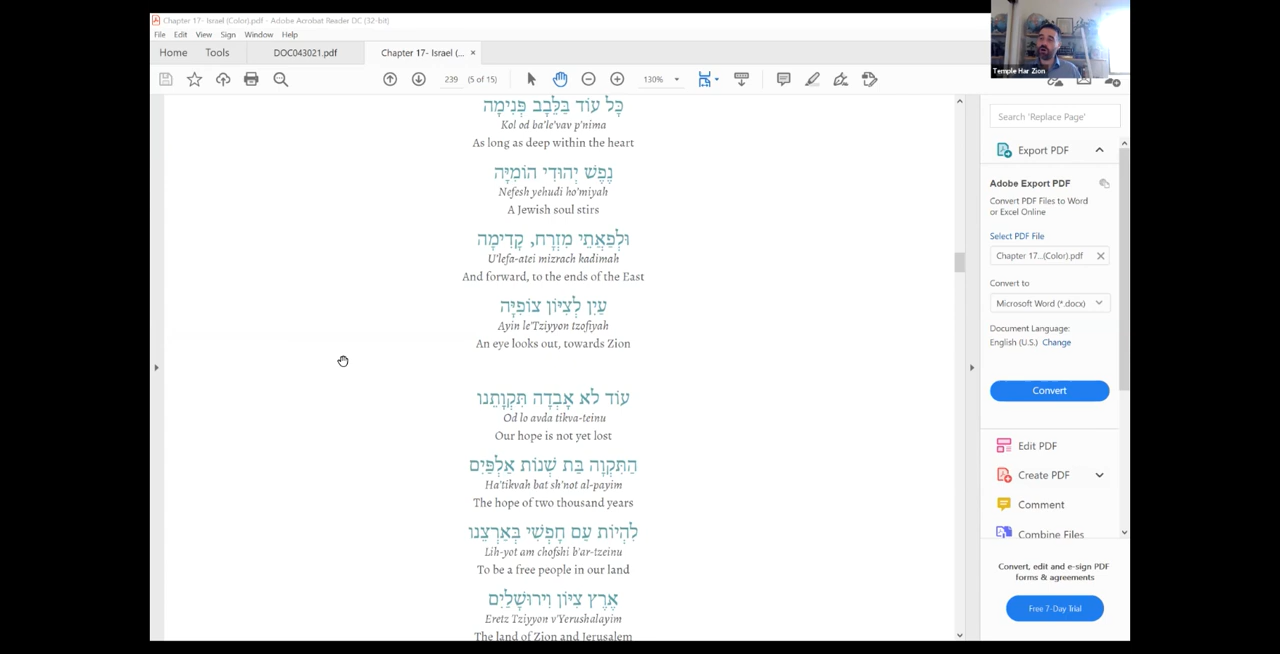 Chapter 17- Israel (Color).pdf - Adobe Acrobat Reader DC (32-bit)
File Edit View Sign Window Help
Home Tools DOC043021.pdf Chapter 17- Israel (... ×
239 (5 of 15) 130%
Temple Har Zion
כָּל עוֹד בַּלֵּבָב פְּנִימָה
Kol od ba'le'vav p'nima
As long as deep within the heart
נֶפֶשׁ יְהוּדִי הוֹמִיָּה
Nefesh yehudi ho'miyah
A Jewish soul stirs
וּלְפַאֲתֵי מִזְרָח, קָדִימָה
U'lefa-atei mizrach kadimah
And forward, to the ends of the East
עַיִן לְצִיּוֹן צוֹפִיָּה
Ayin le'Tziyyon tzofiyah
An eye looks out, towards Zion
עוֹד לֹא אָבְדָה תִּקְוָתֵנוּ
Od lo avda tikva-teinu
Our hope is not yet lost
הַתִּקְוָה בַּת שְׁנוֹת אַלְפַּיִם
Ha'tikvah bat sh'not al-payim
The hope of two thousand years
לִהְיוֹת עַם חָפְשִׁי בְּאַרְצֵנוּ
Lih-yot am chofshi b'ar-tzeinu
To be a free people in our land
אֶרֶץ צִיּוֹן וִירוּשָׁלַיִם
Eretz Tziyyon v'Yerushalayim
The land of Zion and Jerusalem
Search 'Replace Page'
Export PDF
Adobe Export PDF
Convert PDF Files to Word
or Excel Online
Select PDF File
Chapter 17...(Color).pdf
Convert to
Microsoft Word (*.docx)
Document Language:
English (U.S.) Change
Convert
Edit PDF
Create PDF
Comment
Combine Files
Convert, edit and e-sign PDF
forms & agreements
Free 7-Day Trial